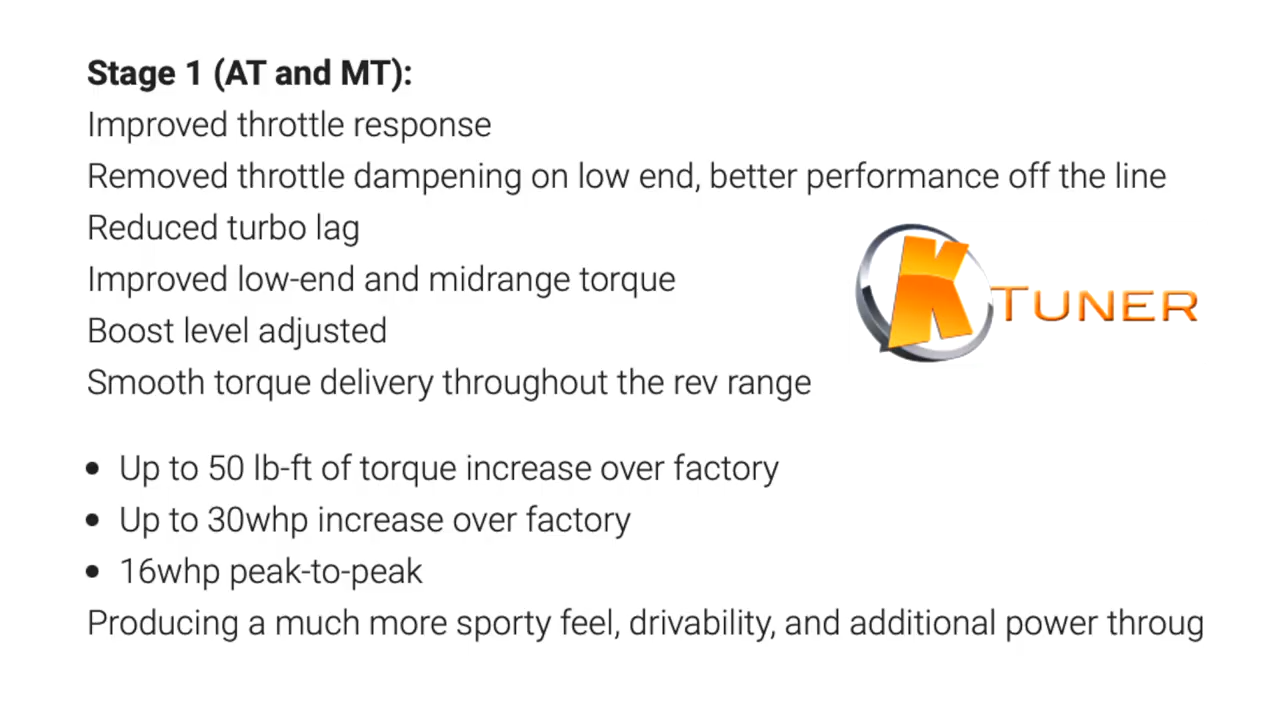 Stage 1 (AT and MT):
Improved throttle response
Removed throttle dampening on low end, better performance off the line
Reduced turbo lag
Improved low-end and midrange torque
Boost level adjusted
Smooth torque delivery throughout the rev range
K TUNER
• Up to 50 lb-ft of torque increase over factory
• Up to 30whp increase over factory
• 16whp peak-to-peak
Producing a much more sporty feel, drivability, and additional power throug